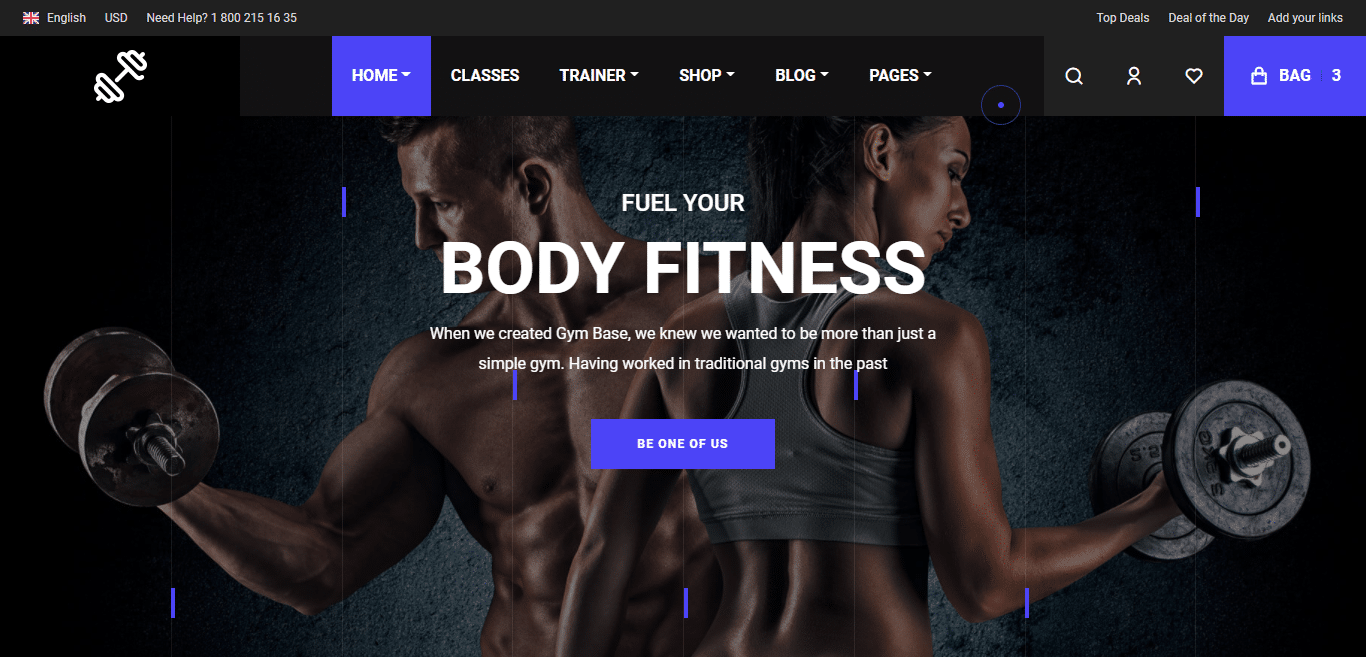 English USD Need Help? 1 800 215 16 35 Top Deals Deal of the Day Add your links
HOME CLASSES TRAINER SHOP BLOG PAGES BAG 3
FUEL YOUR
BODY FITNESS
When we created Gym Base, we knew we wanted to be more than just a
simple gym. Having worked in traditional gyms in the past
BE ONE OF US